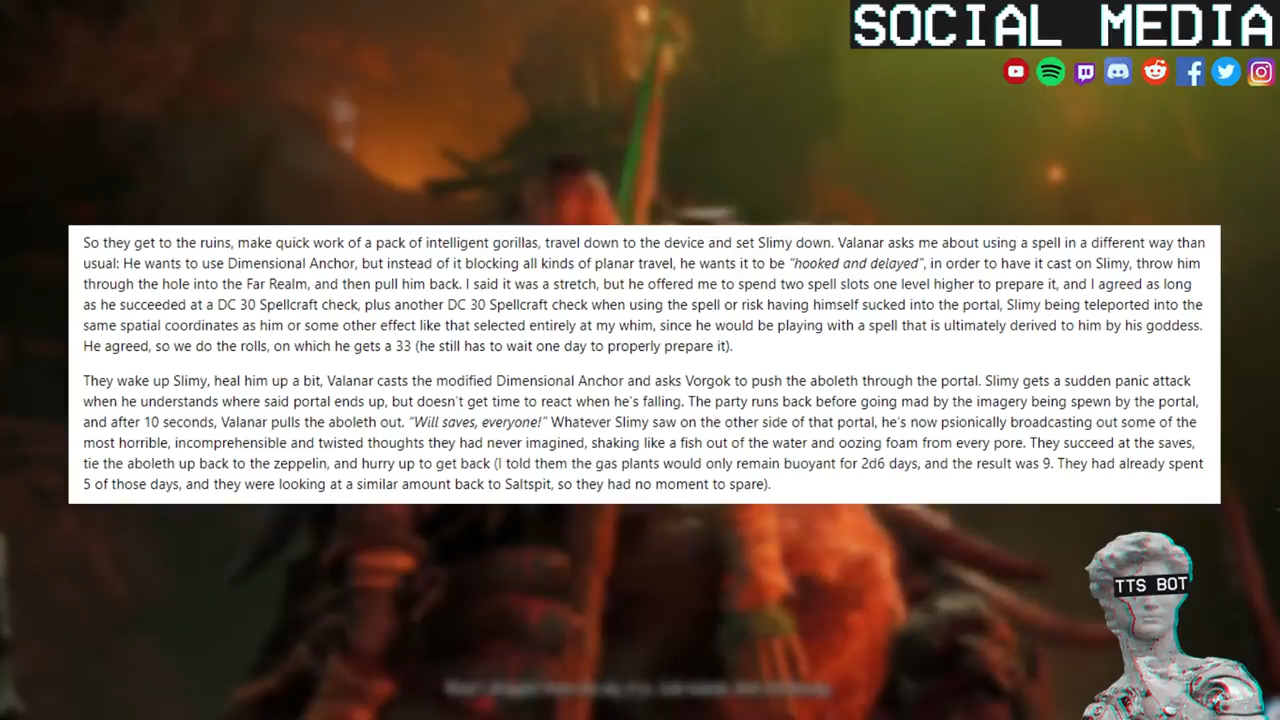 SOCIAL MEDIA
So they get to the ruins, make quick work of a pack of intelligent gorillas, travel down to the device and set Slimy down. Valanar asks me about using a spell in a different way than
usual: He wants to use Dimensional Anchor, but instead of it blocking all kinds of planar travel, he wants it to be “hooked and delayed”, in order to have it cast on Slimy, throw him
through the hole into the Far Realm, and then pull him back. I said it was a stretch, but he offered me to spend two spell slots one level higher to prepare it, and I agreed as long
as he succeeded at a DC 30 Spellcraft check, plus another DC 30 Spellcraft check when using the spell or risk having himself sucked into the portal, Slimy being teleported into the
same spatial coordinates as him or some other effect like that selected entirely at my whim, since he would be playing with a spell that is ultimately derived to him by his goddess.
He agreed, so we do the rolls, on which he gets a 33 (he still has to wait one day to properly prepare it).
They wake up Slimy, heal him up a bit, Valanar casts the modified Dimensional Anchor and asks Vorgok to push the aboleth through the portal. Slimy gets a sudden panic attack
when he understands where said portal ends up, but doesn’t get time to react when he’s falling. The party runs back before going mad by the imagery being spewn by the portal,
and after 10 seconds, Valanar pulls the aboleth out. “Will saves, everyone!” Whatever Slimy saw on the other side of that portal, he’s now psionically broadcasting out some of the
most horrible, incomprehensible and twisted thoughts they had never imagined, shaking like a fish out of the water and oozing foam from every pore. They succeed at the saves,
tie the aboleth up back to the zeppelin, and hurry up to get back (I told them the gas plants would only remain buoyant for 2d6 days, and the result was 9. They had already spent
5 of those days, and they were looking at a similar amount back to Saltspit, so they had no moment to spare).
TTS BOT